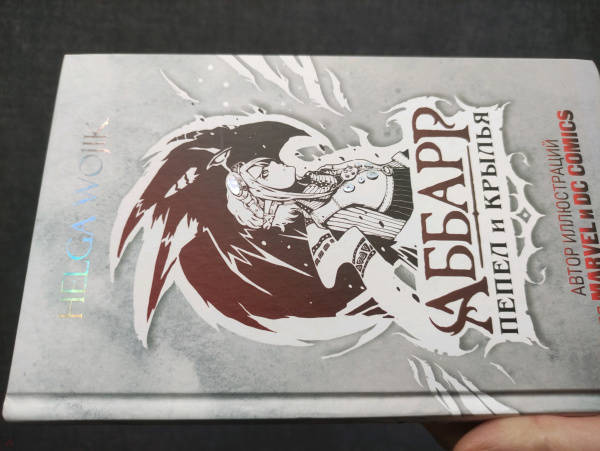 HELGA WOJIK
АББАРР
ПЕПЕЛ И КРЫЛЬЯ
АВТОР ИЛЛЮСТРАЦИЙ
MARVEL И DC COMICS